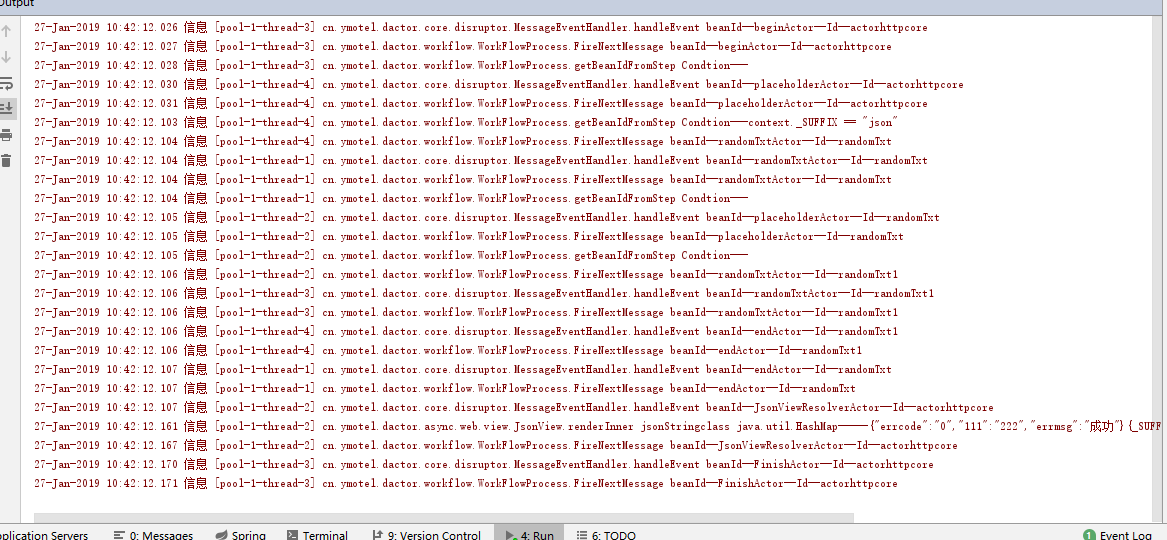 Output
27-Jan-2019 10:42:12.026 信息 [pool-1-thread-3] cn.ymotel.dactor.core.disruptor.MessageEventHandler.handleEvent beanId--beginActor--Id--actorhttpcore
27-Jan-2019 10:42:12.027 信息 [pool-1-thread-3] cn.ymotel.dactor.workflow.WorkFlowProcess.FireNextMessage beanId--beginActor--Id--actorhttpcore
27-Jan-2019 10:42:12.028 信息 [pool-1-thread-3] cn.ymotel.dactor.workflow.WorkFlowProcess.getBeanIdFromStep Condtion---
27-Jan-2019 10:42:12.030 信息 [pool-1-thread-4] cn.ymotel.dactor.core.disruptor.MessageEventHandler.handleEvent beanId--placeholderActor--Id--actorhttpcore
27-Jan-2019 10:42:12.031 信息 [pool-1-thread-4] cn.ymotel.dactor.workflow.WorkFlowProcess.FireNextMessage beanId--placeholderActor--Id--actorhttpcore
27-Jan-2019 10:42:12.103 信息 [pool-1-thread-4] cn.ymotel.dactor.workflow.WorkFlowProcess.getBeanIdFromStep Condtion---context._SUFFIX == "json"
27-Jan-2019 10:42:12.104 信息 [pool-1-thread-4] cn.ymotel.dactor.workflow.WorkFlowProcess.FireNextMessage beanId--randomTxtActor--Id--randomTxt
27-Jan-2019 10:42:12.104 信息 [pool-1-thread-1] cn.ymotel.dactor.core.disruptor.MessageEventHandler.handleEvent beanId--randomTxtActor--Id--randomTxt
27-Jan-2019 10:42:12.104 信息 [pool-1-thread-1] cn.ymotel.dactor.workflow.WorkFlowProcess.FireNextMessage beanId--randomTxtActor--Id--randomTxt
27-Jan-2019 10:42:12.104 信息 [pool-1-thread-1] cn.ymotel.dactor.workflow.WorkFlowProcess.getBeanIdFromStep Condtion---
27-Jan-2019 10:42:12.105 信息 [pool-1-thread-2] cn.ymotel.dactor.core.disruptor.MessageEventHandler.handleEvent beanId--placeholderActor--Id--randomTxt
27-Jan-2019 10:42:12.105 信息 [pool-1-thread-2] cn.ymotel.dactor.workflow.WorkFlowProcess.FireNextMessage beanId--placeholderActor--Id--randomTxt
27-Jan-2019 10:42:12.105 信息 [pool-1-thread-2] cn.ymotel.dactor.workflow.WorkFlowProcess.getBeanIdFromStep Condtion---
27-Jan-2019 10:42:12.106 信息 [pool-1-thread-2] cn.ymotel.dactor.workflow.WorkFlowProcess.FireNextMessage beanId--randomTxtActor--Id--randomTxt1
27-Jan-2019 10:42:12.106 信息 [pool-1-thread-3] cn.ymotel.dactor.core.disruptor.MessageEventHandler.handleEvent beanId--randomTxtActor--Id--randomTxt1
27-Jan-2019 10:42:12.106 信息 [pool-1-thread-3] cn.ymotel.dactor.workflow.WorkFlowProcess.FireNextMessage beanId--randomTxtActor--Id--randomTxt1
27-Jan-2019 10:42:12.106 信息 [pool-1-thread-4] cn.ymotel.dactor.core.disruptor.MessageEventHandler.handleEvent beanId--endActor--Id--randomTxt1
27-Jan-2019 10:42:12.106 信息 [pool-1-thread-4] cn.ymotel.dactor.workflow.WorkFlowProcess.FireNextMessage beanId--endActor--Id--randomTxt1
27-Jan-2019 10:42:12.107 信息 [pool-1-thread-1] cn.ymotel.dactor.core.disruptor.MessageEventHandler.handleEvent beanId--endActor--Id--randomTxt
27-Jan-2019 10:42:12.107 信息 [pool-1-thread-1] cn.ymotel.dactor.workflow.WorkFlowProcess.FireNextMessage beanId--endActor--Id--randomTxt
27-Jan-2019 10:42:12.107 信息 [pool-1-thread-2] cn.ymotel.dactor.core.disruptor.MessageEventHandler.handleEvent beanId--JsonViewResolverActor--Id--actorhttpcore
27-Jan-2019 10:42:12.161 信息 [pool-1-thread-2] cn.ymotel.dactor.async.web.view.JsonView.renderInner jsonStringclass java.util.HashMap-----{"errcode":"0","111":"222","errmsg":"成功"}{_SUFF
27-Jan-2019 10:42:12.167 信息 [pool-1-thread-2] cn.ymotel.dactor.workflow.WorkFlowProcess.FireNextMessage beanId--JsonViewResolverActor--Id--actorhttpcore
27-Jan-2019 10:42:12.170 信息 [pool-1-thread-3] cn.ymotel.dactor.core.disruptor.MessageEventHandler.handleEvent beanId--FinishActor--Id--actorhttpcore
27-Jan-2019 10:42:12.171 信息 [pool-1-thread-3] cn.ymotel.dactor.workflow.WorkFlowProcess.FireNextMessage beanId--FinishActor--Id--actorhttpcore
plication Servers 0: Messages Spring Terminal 9: Version Control 4: Run 6: TODO 1 Event Log